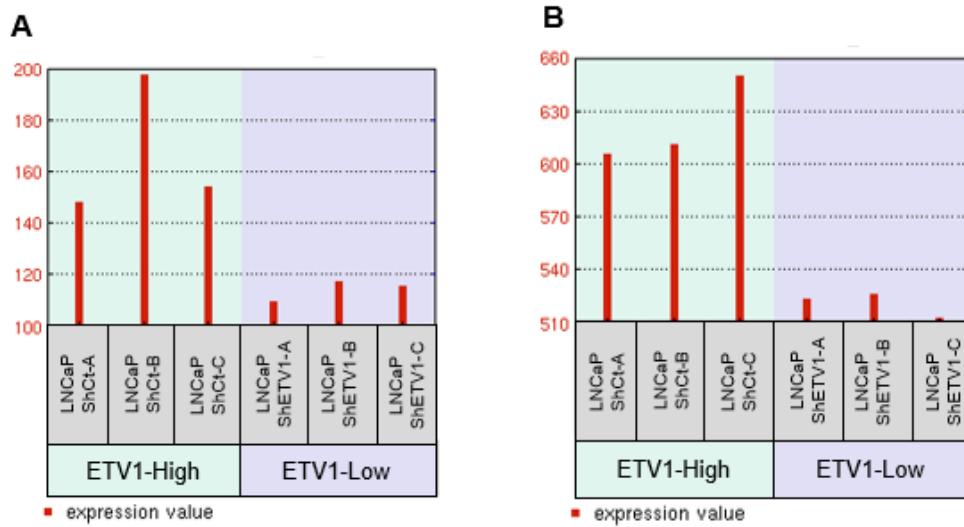 A
200
180
160
140
120
100
LNCaP
ShCt-A
LNCaP
ShCt-B
LNCaP
ShCt-C
LNCaP
ShETV1-A
LNCaP
ShETV1-B
LNCaP
ShETV1-C
ETV1-High
ETV1-Low
expression value
B
660
630
600
570
540
510
LNCaP
ShCt-A
LNCaP
ShCt-B
LNCaP
ShCt-C
LNCaP
ShETV1-A
LNCaP
ShETV1-B
LNCaP
ShETV1-C
ETV1-High
ETV1-Low
expression value